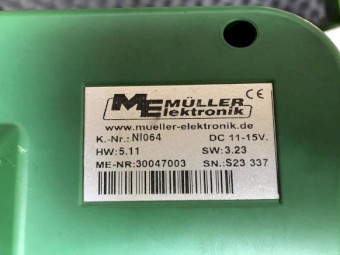 ME MÜLLER
Elektronik CE
www.mueller-elektronik.de
K.-Nr.: NI064 DC 11-15V.
HW:5.11 SW:3.23
ME-NR:30047003 SN.:S23 337